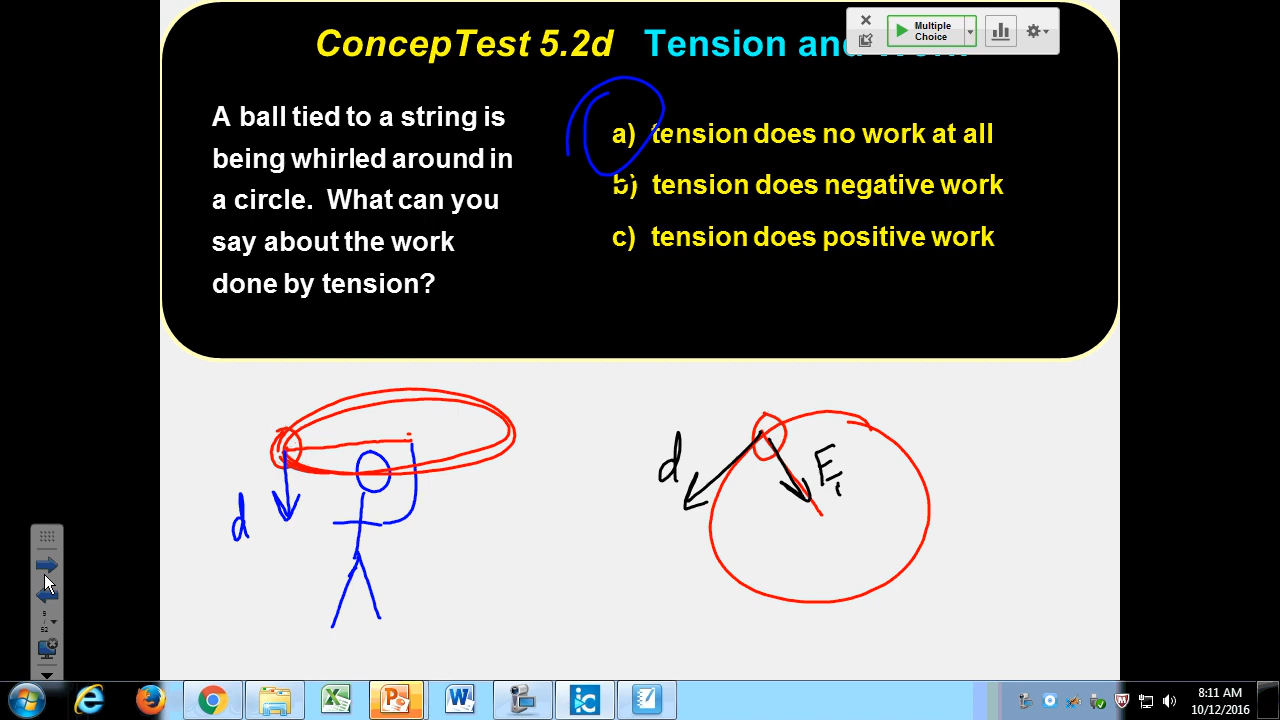 ConcepTest 5.2d Tension and
Multiple
Choice
A ball tied to a string is
being whirled around in
a circle. What can you
say about the work
done by tension?
a) tension does no work at all
b) tension does negative work
c) tension does positive work
d
d
9
/
52
8:11 AM
10/12/2016